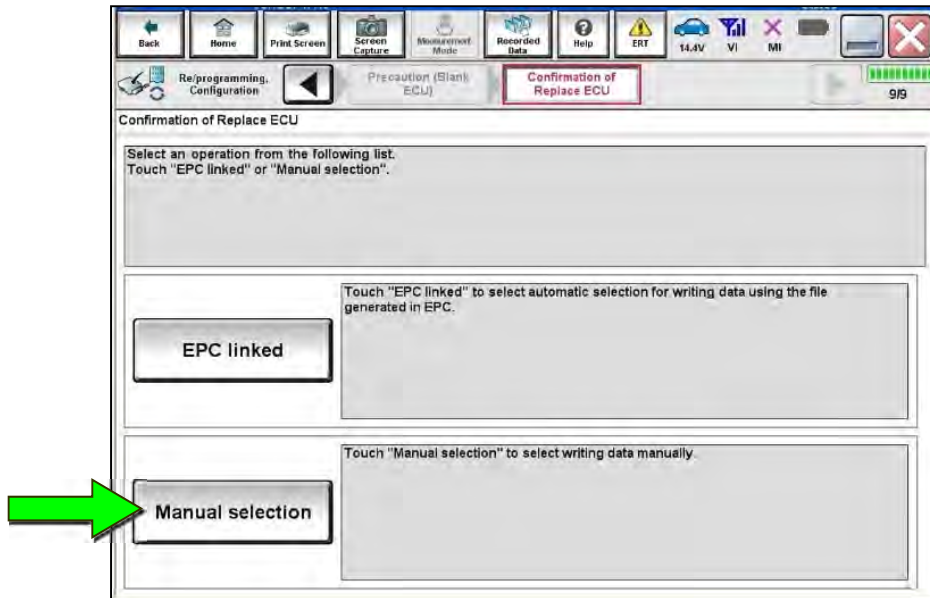 Back
Home
Print Screen
Screen
Capture
Measurement
Mode
Recorded
Data
Help
ERT
14.4V
VI
MI
Re/programming,
Configuration
Precaution (Blank
ECU)
Confirmation of
Replace ECU
9/9
Confirmation of Replace ECU
Select an operation from the following list.
Touch "EPC linked" or "Manual selection".
EPC linked
Touch "EPC linked" to select automatic selection for writing data using the file
generated in EPC.
Manual selection
Touch "Manual selection" to select writing data manually.